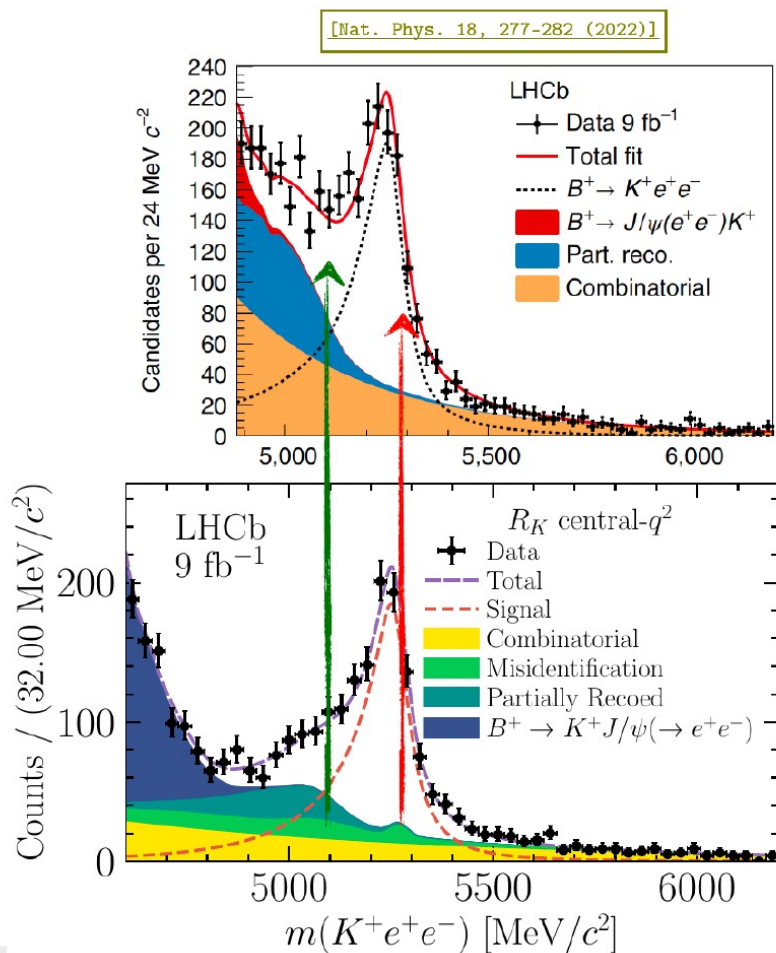 [Nat. Phys. 18, 277-282 (2022)]
240
220
200
180
160
140
120
100
80
60
40
20
0
Candidates per 24 MeV c⁻²
LHCb
Data 9 fb⁻¹
Total fit
B⁺ → K⁺e⁺e⁻
B⁺ → J/ψ(e⁺e⁻)K⁺
Part. reco.
Combinatorial
5,000 5,500 6,000
LHCb
9 fb⁻¹
R_K central-q²
Data
Total
Signal
Combinatorial
Misidentification
Partially Recoed
B⁺ → K⁺J/ψ(→ e⁺e⁻)
200
100
0
Counts / (32.00 MeV/c²)
5000 5500 6000
m(K⁺e⁺e⁻) [MeV/c²]